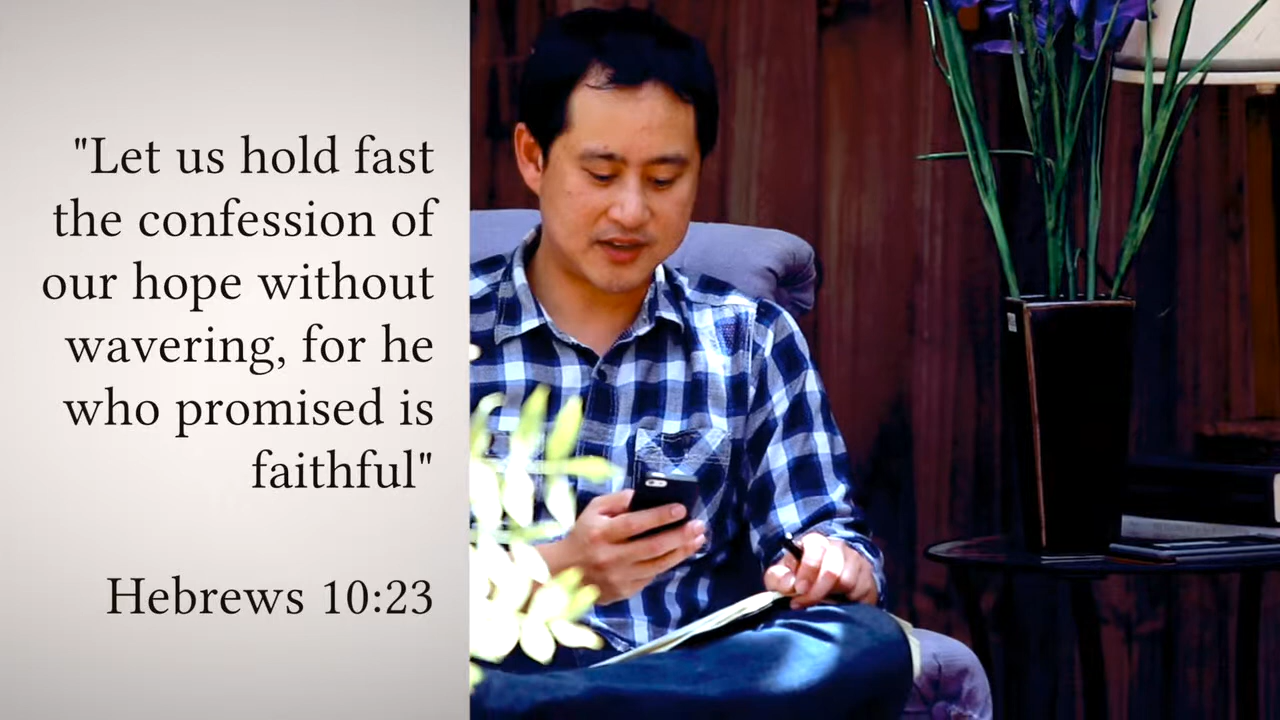 "Let us hold fast
the confession of
our hope without
wavering, for he
who promised is
faithful"
Hebrews 10:23